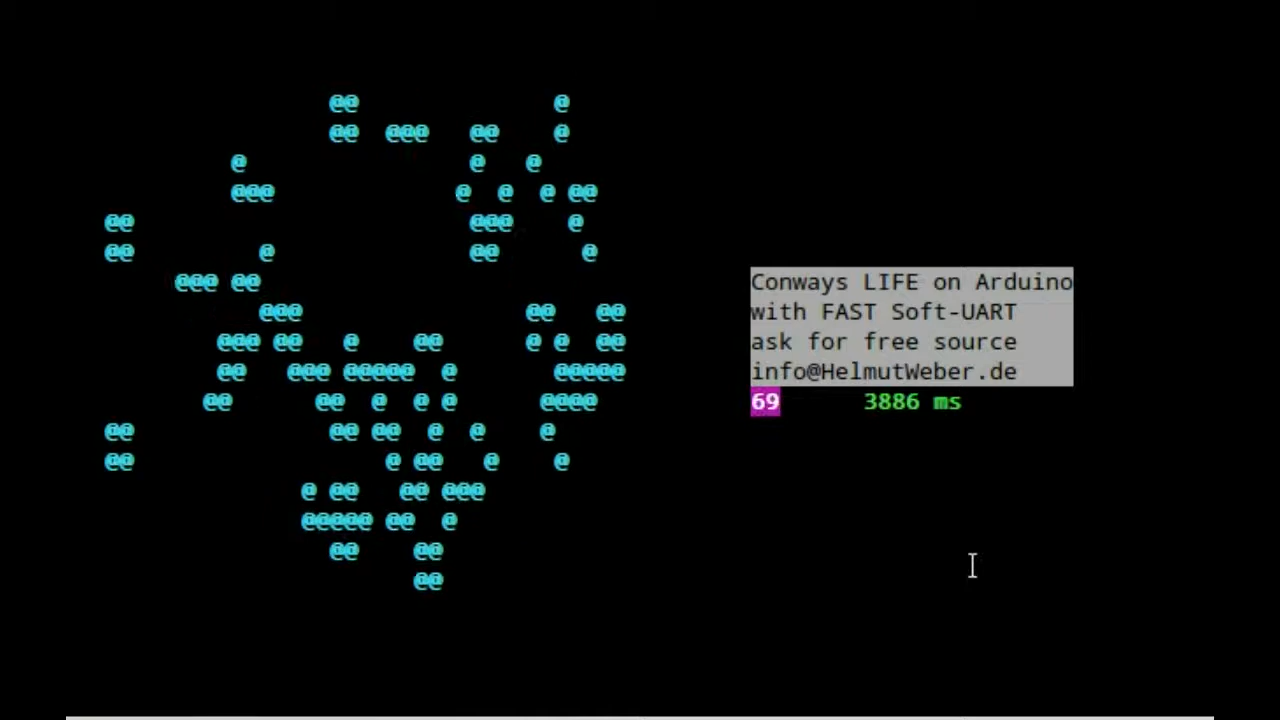 Conways LIFE on Arduino
with FAST Soft-UART
ask for free source
info@HelmutWeber.de
69 3886 ms